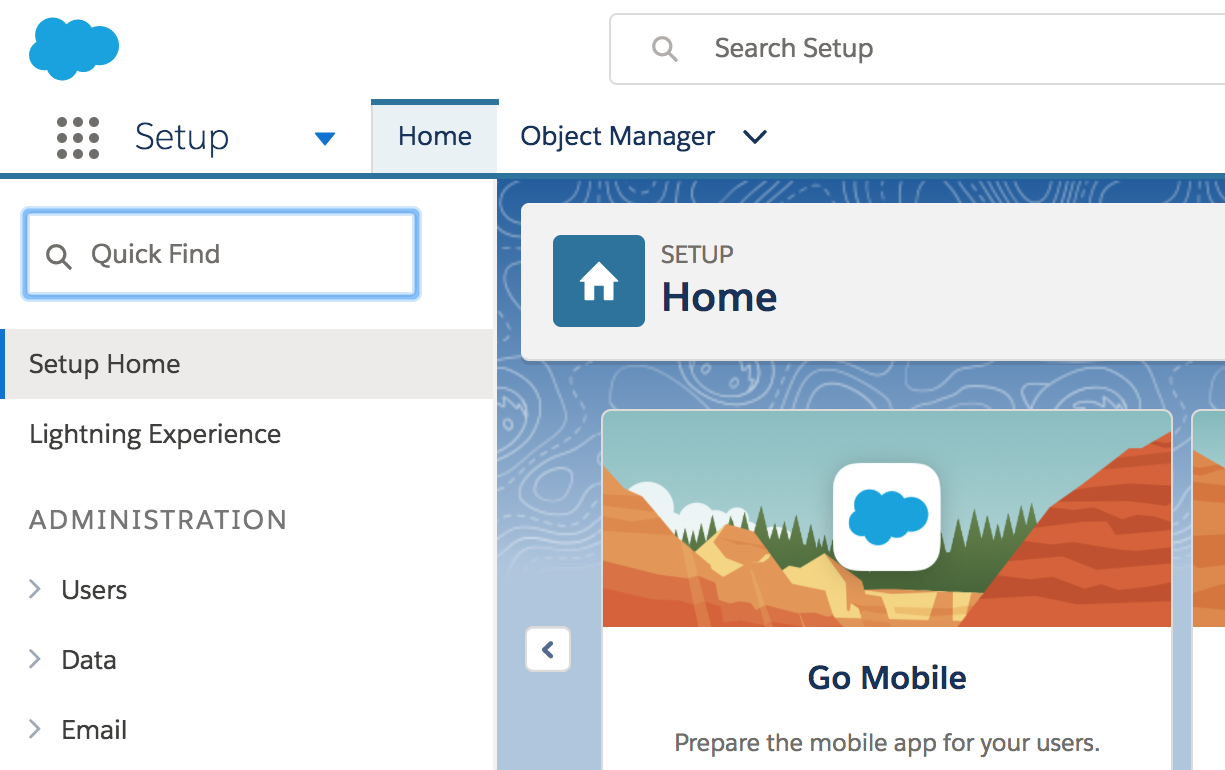 Search Setup
Setup
Home
Object Manager
Quick Find
SETUP
Home
Setup Home
Lightning Experience
ADMINISTRATION
Users
Data
Email
Go Mobile
Prepare the mobile app for your users.